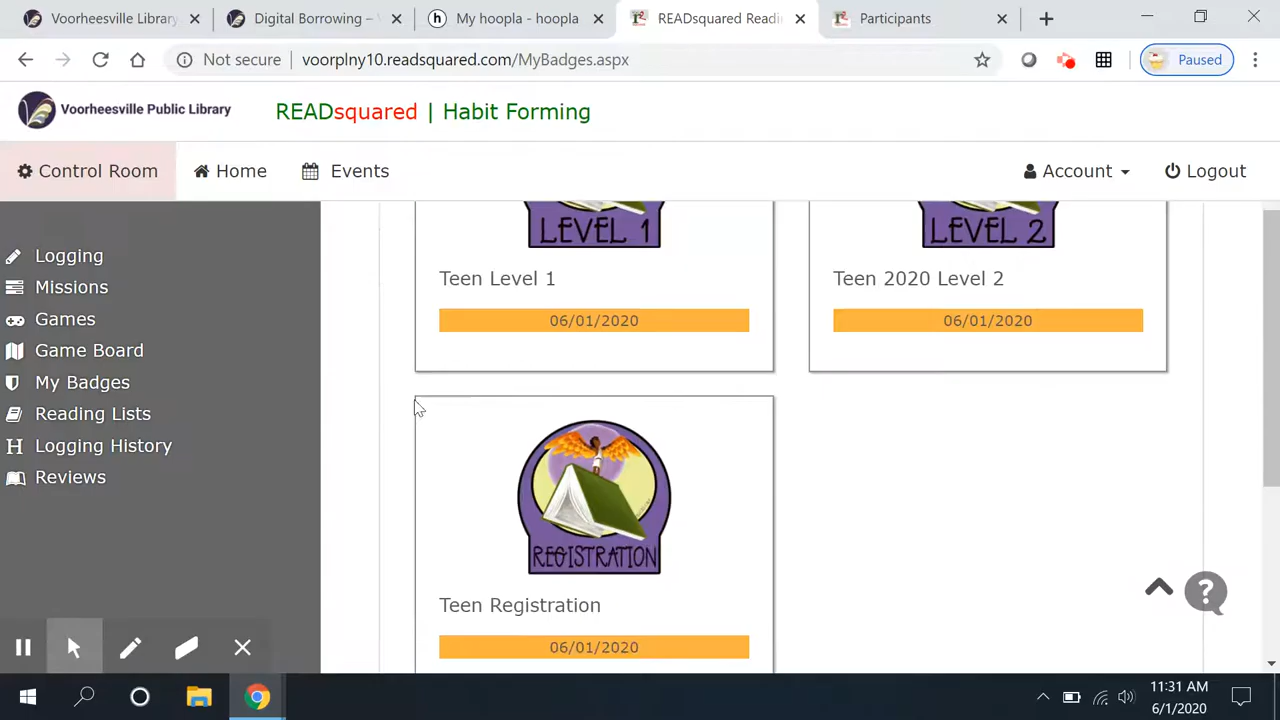 Voorheesville Library
Digital Borrowing –
My hoopla - hoopla
READsquared Readi
Participants
Not secure
voorplny10.readsquared.com/MyBadges.aspx
Paused
Voorheesville Public Library
READsquared | Habit Forming
Control Room
Home
Events
Account
Logout
Logging
Missions
Games
Game Board
My Badges
Reading Lists
H Logging History
Reviews
LEVEL 1
LEVEL 2
Teen Level 1
Teen 2020 Level 2
06/01/2020
06/01/2020
REGISTRATION
Teen Registration
06/01/2020
?
11:31 AM
6/1/2020